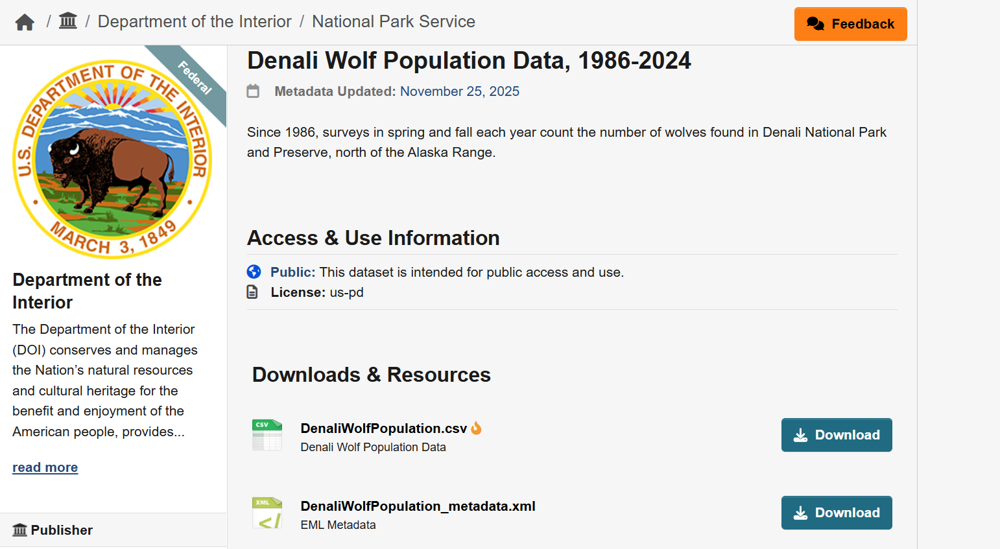 / / Department of the Interior / National Park Service
Feedback
Federal
U.S. DEPARTMENT OF THE INTERIOR
MARCH 3, 1849
Department of the
Interior
The Department of the Interior
(DOI) conserves and manages
the Nation’s natural resources
and cultural heritage for the
benefit and enjoyment of the
American people, provides...
read more
Publisher
Denali Wolf Population Data, 1986-2024
Metadata Updated: November 25, 2025
Since 1986, surveys in spring and fall each year count the number of wolves found in Denali National Park
and Preserve, north of the Alaska Range.
Access & Use Information
Public: This dataset is intended for public access and use.
License: us-pd
Downloads & Resources
CSV
DenaliWolfPopulation.csv
Denali Wolf Population Data
Download
XML
</
DenaliWolfPopulation_metadata.xml
EML Metadata
Download